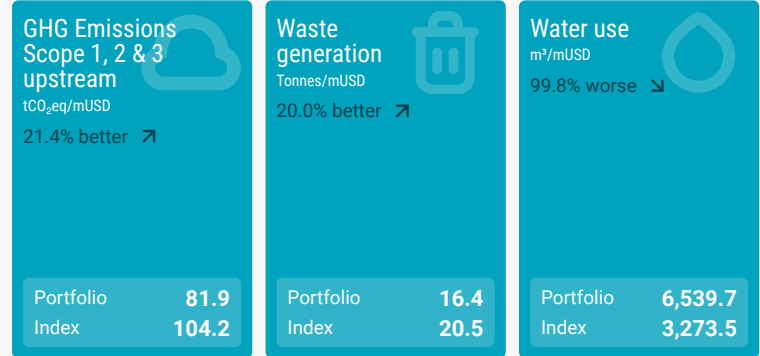 GHG Emissions
Scope 1, 2 & 3
upstream
tCO₂eq/mUSD
21.4% better
Portfolio 81.9
Index 104.2
Waste
generation
Tonnes/mUSD
20.0% better
Portfolio 16.4
Index 20.5
Water use
m³/mUSD
99.8% worse
Portfolio 6,539.7
Index 3,273.5